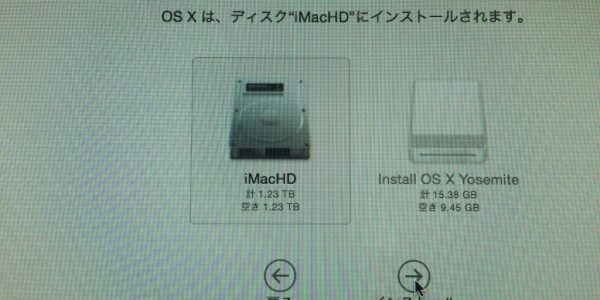 OS X は、ディスク“iMacHD”にインストールされます。
iMacHD
計 1.23 TB
空き 1.23 TB
Install OS X Yosemite
計 15.38 GB
空き 9.45 GB